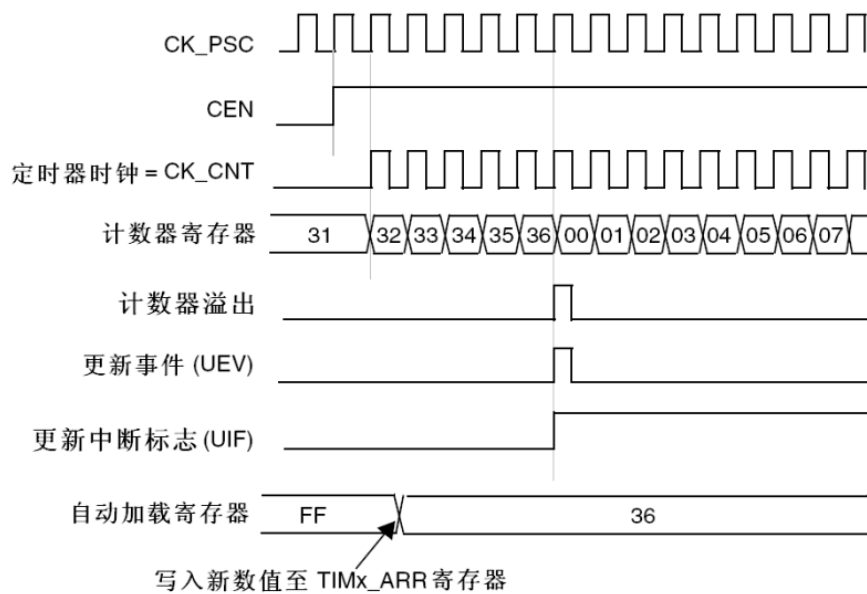 CK_PSC
CEN
定时器时钟 = CK_CNT
计数器寄存器 31 32 33 34 35 36 00 01 02 03 04 05 06 07
计数器溢出
更新事件 (UEV)
更新中断标志 (UIF)
自动加载寄存器 FF 36
写入新数值至 TIMx_ARR 寄存器